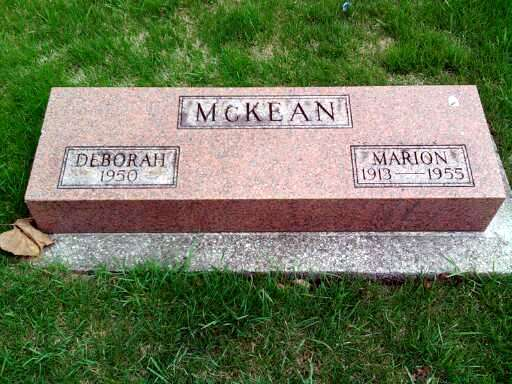 McKEAN
DEBORAH
1950
MARION
1913 — 1955